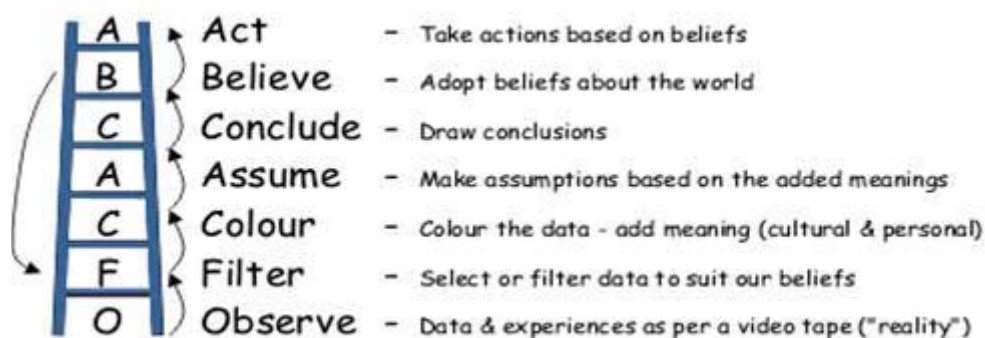 A Act - Take actions based on beliefs
B Believe - Adopt beliefs about the world
C Conclude - Draw conclusions
A Assume - Make assumptions based on the added meanings
C Colour - Colour the data - add meaning (cultural & personal)
F Filter - Select or filter data to suit our beliefs
O Observe - Data & experiences as per a video tape ("reality")